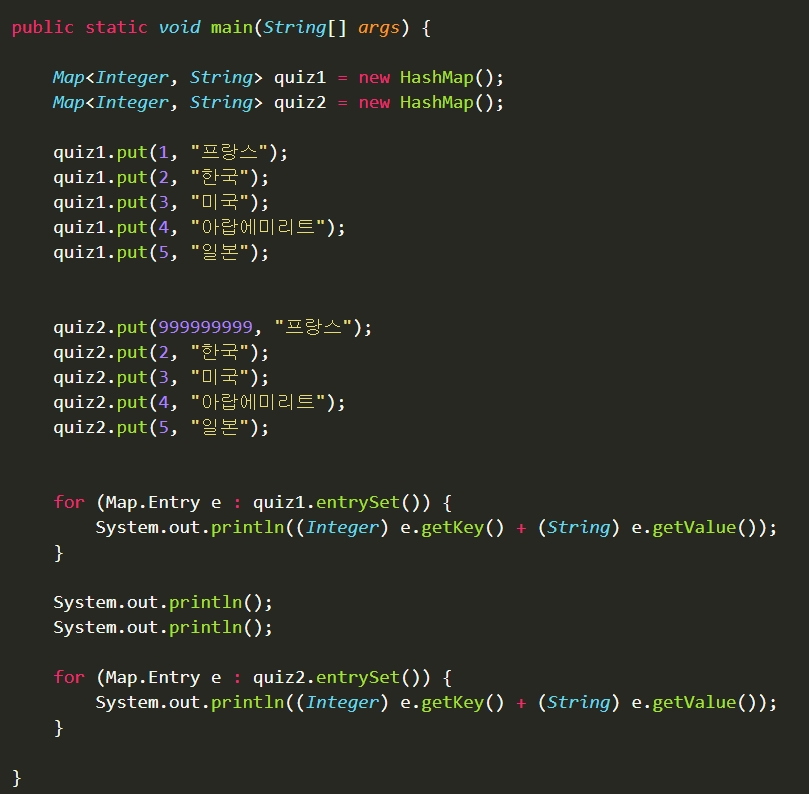 public static void main(String[] args) {
Map<Integer, String> quiz1 = new HashMap();
Map<Integer, String> quiz2 = new HashMap();
quiz1.put(1, "프랑스");
quiz1.put(2, "한국");
quiz1.put(3, "미국");
quiz1.put(4, "아랍에미리트");
quiz1.put(5, "일본");
quiz2.put(999999999, "프랑스");
quiz2.put(2, "한국");
quiz2.put(3, "미국");
quiz2.put(4, "아랍에미리트");
quiz2.put(5, "일본");
for (Map.Entry e : quiz1.entrySet()) {
System.out.println((Integer) e.getKey() + (String) e.getValue());
}
System.out.println();
System.out.println();
for (Map.Entry e : quiz2.entrySet()) {
System.out.println((Integer) e.getKey() + (String) e.getValue());
}
}